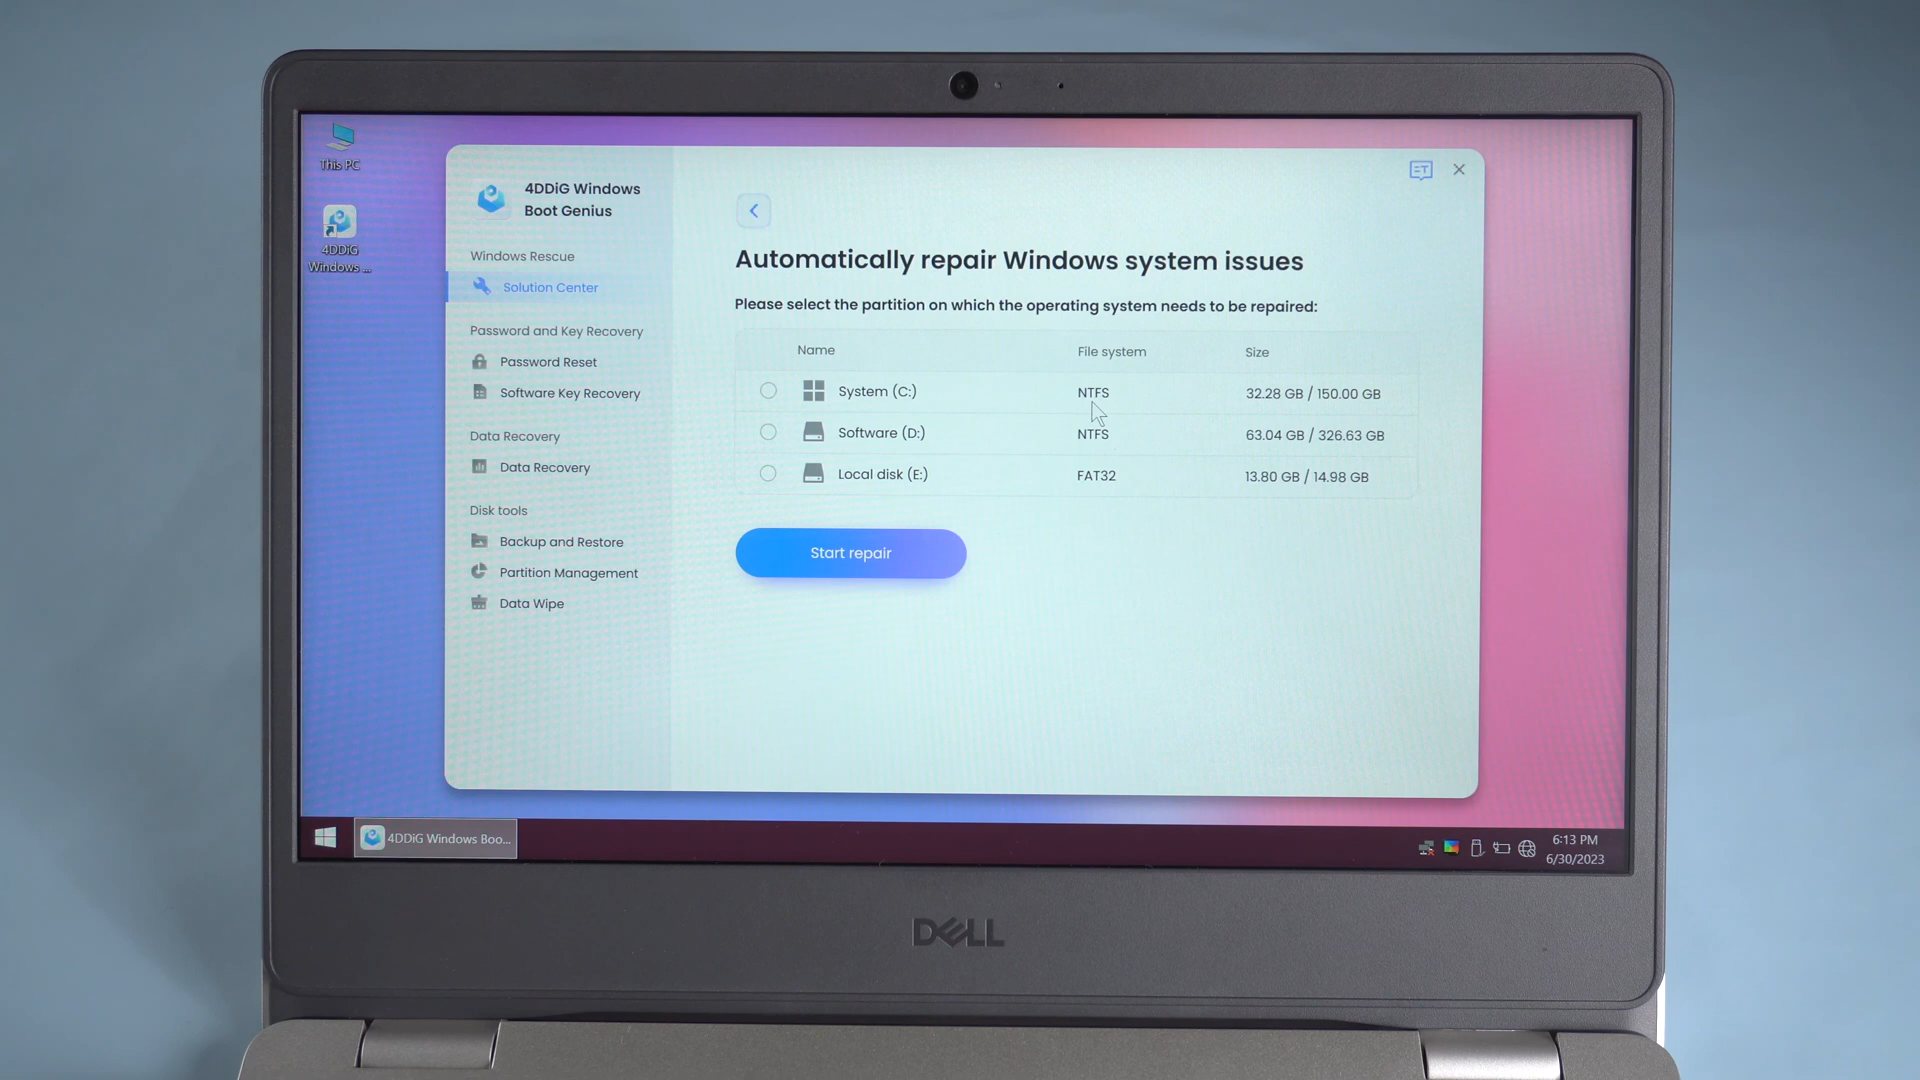 This PC
4DDiG
Windows ...
4DDiG Windows
Boot Genius
Windows Rescue
Solution Center
Password and Key Recovery
Password Reset
Software Key Recovery
Data Recovery
Data Recovery
Disk tools
Backup and Restore
Partition Management
Data Wipe
Automatically repair Windows system issues
Please select the partition on which the operating system needs to be repaired:
Name File system Size
System (C:) NTFS 32.28 GB / 150.00 GB
Software (D:) NTFS 63.04 GB / 326.63 GB
Local disk (E:) FAT32 13.80 GB / 14.98 GB
Start repair
4DDiG Windows Boo...
6:13 PM
6/30/2023
DELL